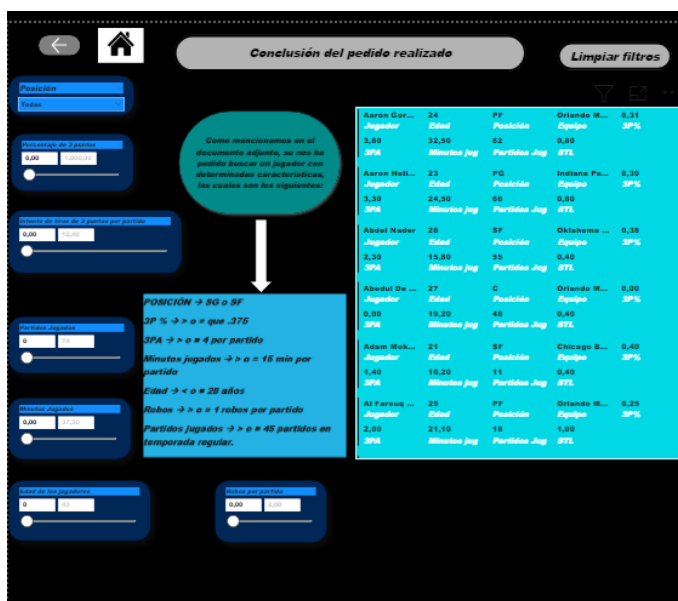 Conclusión del pedido realizado
Limpiar filtros
Posición
Todas
Porcentaje de 3 puntos
0,00 1.000,00
Intento de tiros de 3 puntos por partido
0,00 12,40
Partidos Jugados
0 74
Minutos Jugados
0,00 37,50
Edad de los jugadores
0 43
Robos por partido
0,00 2,60
Como mencionamos en el
documento adjunto, se nos ha
pedido buscar un jugador con
determinadas características,
las cuales son los siguientes:
POSICIÓN → SG o SF
3P % → > o = que .375
3PA → > o = 4 por partido
Minutos jugados → > o = 15 min por
partido
Edad → < o = 28 años
Robos → > o = 1 robos por partido
Partidos jugados → > o = 45 partidos en
temporada regular.
Aaron Gor... 24 PF Orlando M... 0,31
Jugador Edad Posición Equipo 3P%
3,80 32,50 62 0,80
3PA Minutos jug Partidos Jug STL
Aaron Holi... 23 PG Indiana Pa... 0,39
Jugador Edad Posición Equipo 3P%
3,30 24,50 66 0,80
3PA Minutos jug Partidos Jug STL
Abdel Nader 26 SF Oklahoma ... 0,38
Jugador Edad Posición Equipo 3P%
2,30 15,80 55 0,40
3PA Minutos jug Partidos Jug STL
Abedul De ... 27 C Orlando M... 0,00
Jugador Edad Posición Equipo 3P%
0,00 19,20 48 0,40
3PA Minutos jug Partidos Jug STL
Adam Mok... 21 SF Chicago B... 0,40
Jugador Edad Posición Equipo 3P%
1,40 10,20 11 0,40
3PA Minutos jug Partidos Jug STL
Al Farouq ... 29 PF Orlando M... 0,25
Jugador Edad Posición Equipo 3P%
2,00 21,10 18 1,00
3PA Minutos jug Partidos Jug STL